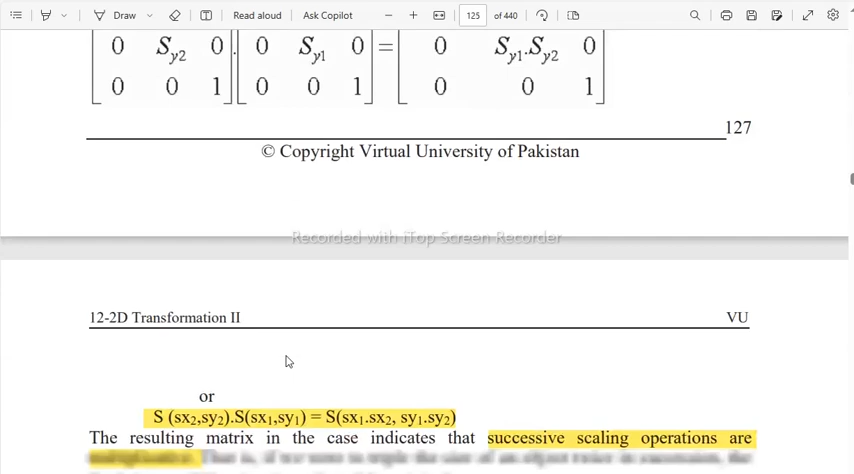 Draw
Read aloud
Ask Copilot
125 of 440
0 Sy2 0 . 0 Sy1 0 = 0 Sy1.Sy2 0
0 0 1 0 0 1 0 0 1
127
© Copyright Virtual University of Pakistan
Recorded with iTop Screen Recorder
12-2D Transformation II VU
or
S (sx2,sy2).S(sx1,sy1) = S(sx1.sx2, sy1.sy2)
The resulting matrix in the case indicates that successive scaling operations are